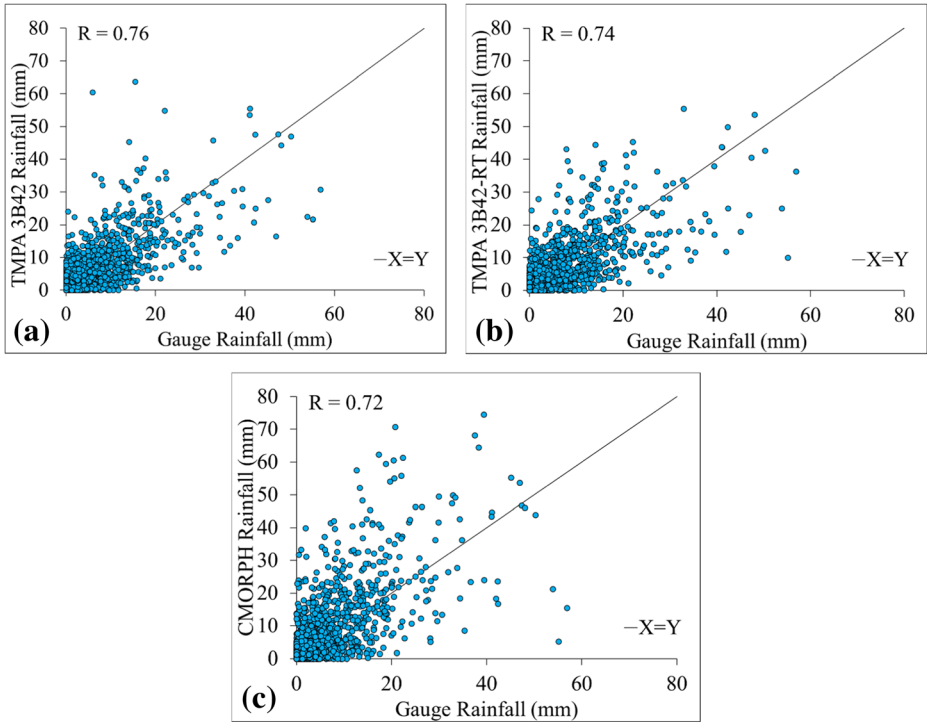 R = 0.76
TMPA 3B42 Rainfall (mm)
80
70
60
50
40
30
20
10
0
0 20 40 60 80
−X=Y
Gauge Rainfall (mm)
(a)
R = 0.74
TMPA 3B42-RT Rainfall (mm)
80
70
60
50
40
30
20
10
0
0 20 40 60 80
−X=Y
Gauge Rainfall (mm)
(b)
R = 0.72
CMORPH Rainfall (mm)
80
70
60
50
40
30
20
10
0
0 20 40 60 80
−X=Y
Gauge Rainfall (mm)
(c)